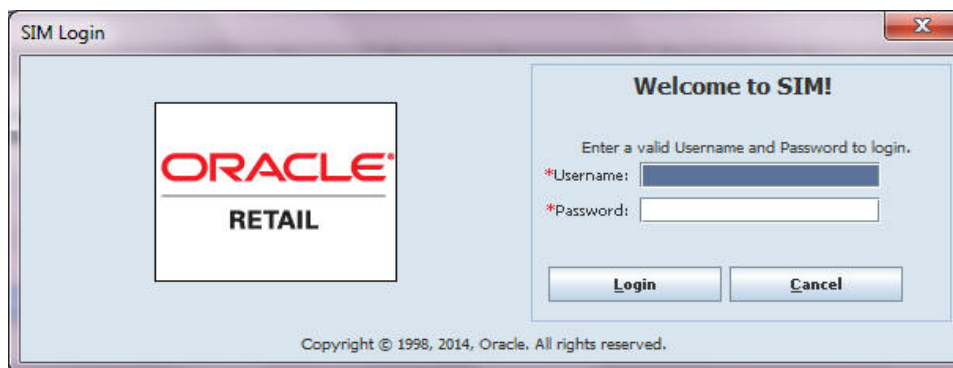 SIM Login
ORACLE
RETAIL
Welcome to SIM!
Enter a valid Username and Password to login.
*Username:
*Password:
Login
Cancel
Copyright © 1998, 2014, Oracle. All rights reserved.